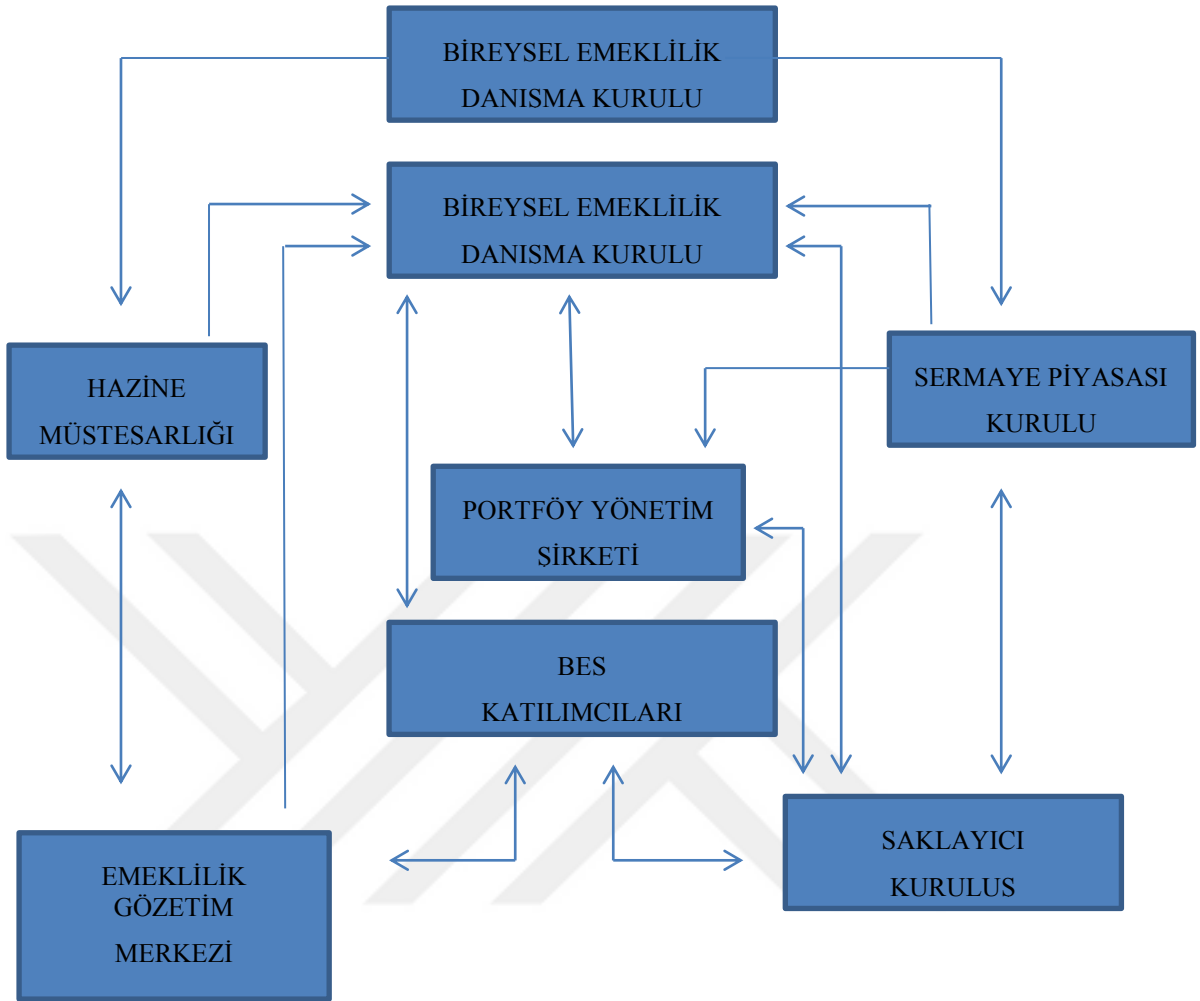 BİREYSEL EMEKLİLİK
DANISMA KURULU
BİREYSEL EMEKLİLİK
DANISMA KURULU
HAZİNE
MÜSTESARLIĞI
SERMAYE PİYASASI
KURULU
PORTFÖY YÖNETİM
ŞİRKETİ
BES
KATILIMCILARI
EMEKLİLİK
GÖZETİM
MERKEZİ
SAKLAYICI
KURULUS